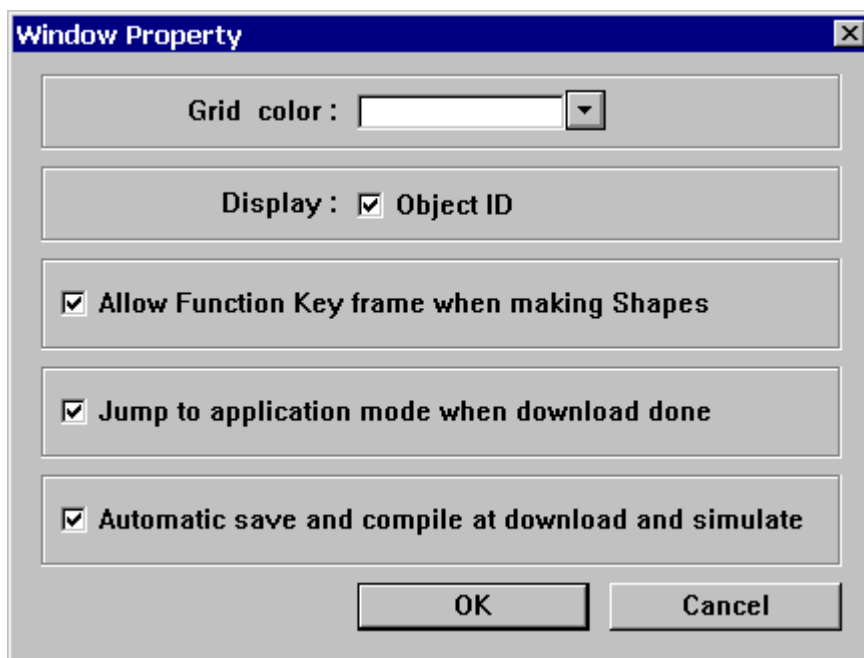 Window Property
Grid color :
Display : Object ID
Allow Function Key frame when making Shapes
Jump to application mode when download done
Automatic save and compile at download and simulate
OK Cancel